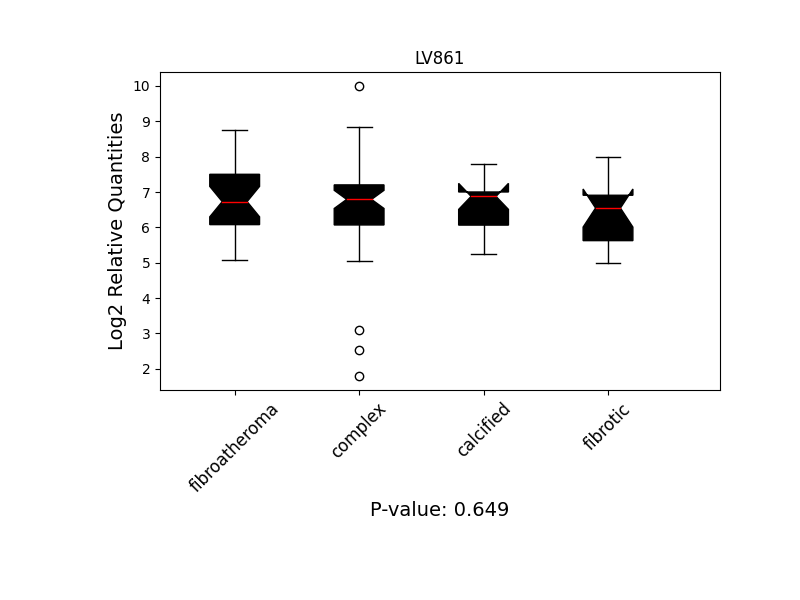 LV861
Log2 Relative Quantities
10
9
8
7
6
5
4
3
2
fibroatheroma
complex
calcified
fibrotic
P-value: 0.649